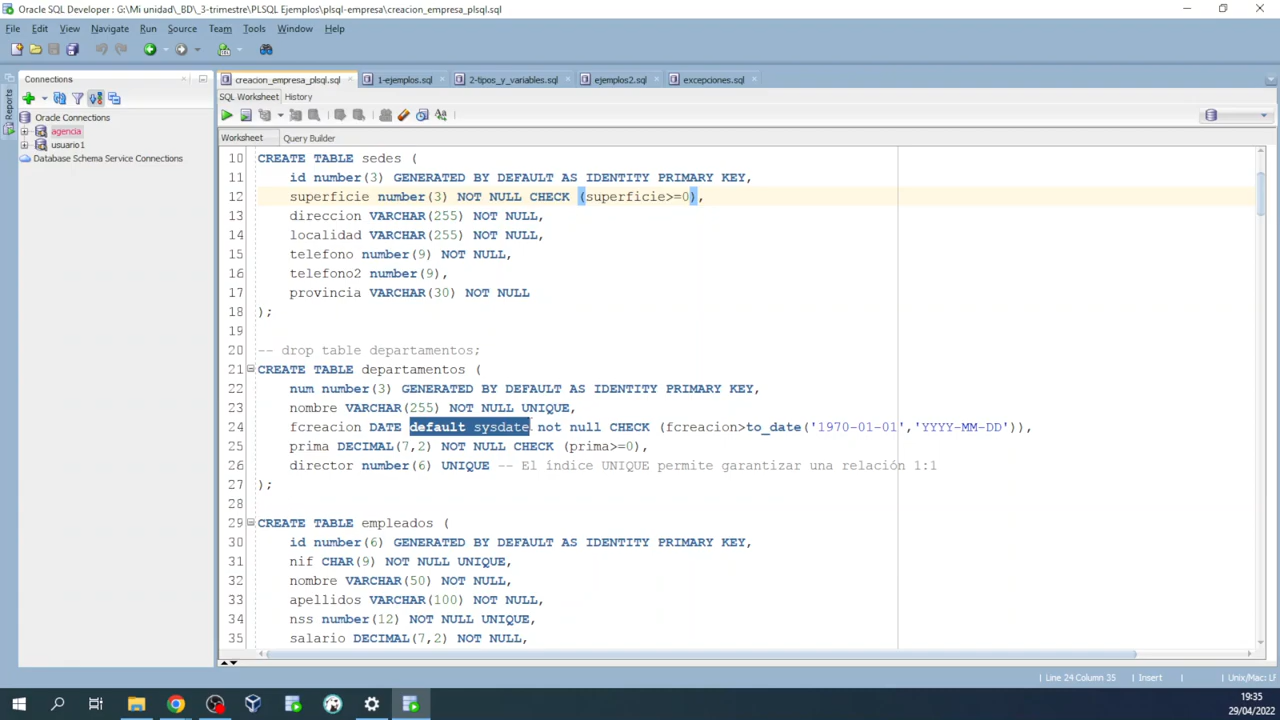 Oracle SQL Developer : G:\Mi unidad\_BD\_3-trimestre\PLSQL Ejemplos\plsql-empresa\creacion_empresa_plsql.sql
File Edit View Navigate Run Source Team Tools Window Help
Connections
creacion_empresa_plsql.sql 1-ejemplos.sql 2-tipos_y_variables.sql ejemplos2.sql excepciones.sql
SQL Worksheet History
Reports
Oracle Connections
agencia
usuario1
Database Schema Service Connections
Worksheet Query Builder
10 CREATE TABLE sedes (
11 id number(3) GENERATED BY DEFAULT AS IDENTITY PRIMARY KEY,
12 superficie number(3) NOT NULL CHECK (superficie>=0),
13 direccion VARCHAR(255) NOT NULL,
14 localidad VARCHAR(255) NOT NULL,
15 telefono number(9) NOT NULL,
16 telefono2 number(9),
17 provincia VARCHAR(30) NOT NULL
18 );
19
20 -- drop table departamentos;
21 CREATE TABLE departamentos (
22 num number(3) GENERATED BY DEFAULT AS IDENTITY PRIMARY KEY,
23 nombre VARCHAR(255) NOT NULL UNIQUE,
24 fcreacion DATE default sysdate not null CHECK (fcreacion>to_date('1970-01-01','YYYY-MM-DD')),
25 prima DECIMAL(7,2) NOT NULL CHECK (prima>=0),
26 director number(6) UNIQUE -- El índice UNIQUE permite garantizar una relación 1:1
27 );
28
29 CREATE TABLE empleados (
30 id number(6) GENERATED BY DEFAULT AS IDENTITY PRIMARY KEY,
31 nif CHAR(9) NOT NULL UNIQUE,
32 nombre VARCHAR(50) NOT NULL,
33 apellidos VARCHAR(100) NOT NULL,
34 nss number(12) NOT NULL UNIQUE,
35 salario DECIMAL(7,2) NOT NULL,
Line 24 Column 35 Insert Unix/Mac: LF
19:35
29/04/2022